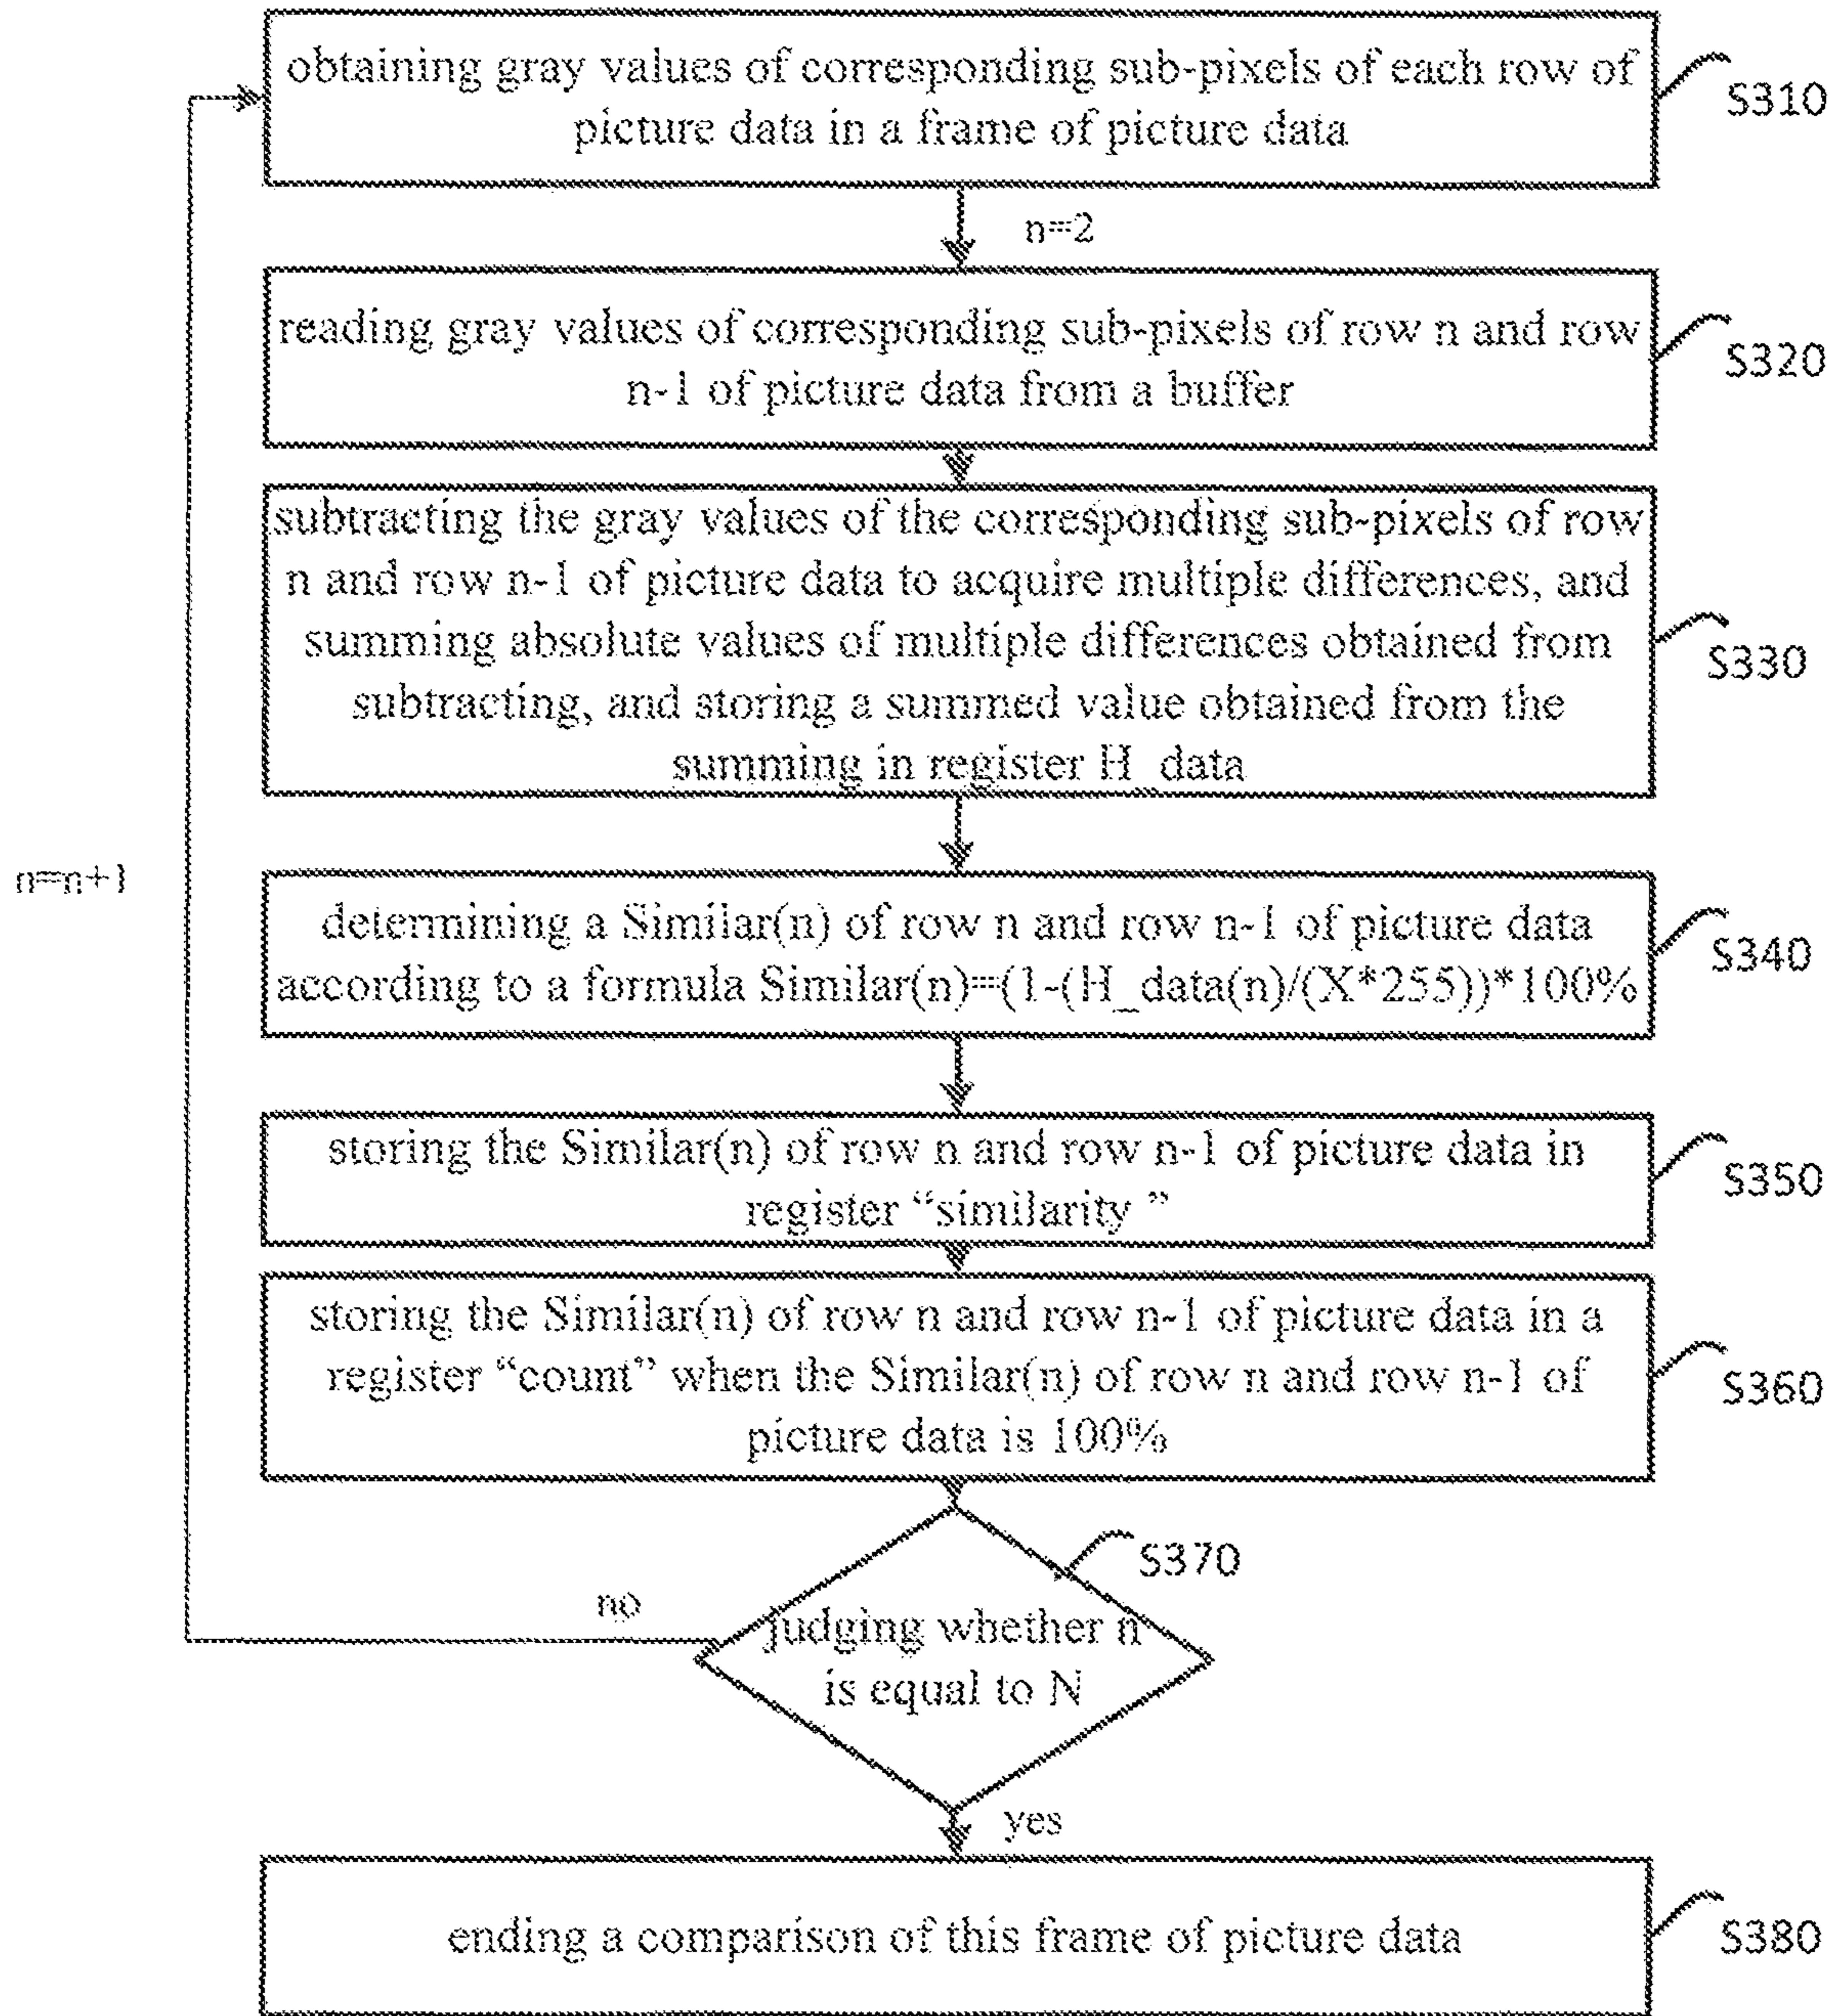 obtaining gray values of corresponding sub-pixels of each row of
picture data in a frame of picture data
S310
n=2
reading gray values of corresponding sub-pixels of row n and row
n-1 of picture data from a buffer
S320
subtracting the gray values of the corresponding sub-pixels of row
n and row n-1 of picture data to acquire multiple differences, and
summing absolute values of multiple differences obtained from
subtracting, and storing a summed value obtained from the
summing in register H_data
S330
n=n+1
determining a Similar(n) of row n and row n-1 of picture data
according to a formula Similar(n)=(1-(H_data(n)/(X*255))*100%
S340
storing the Similar(n) of row n and row n-1 of picture data in
register “similarity ”
S350
storing the Similar(n) of row n and row n-1 of picture data in a
register “count” when the Similar(n) of row n and row n-1 of
picture data is 100%
S360
S370
no
judging whether n
is equal to N
yes
ending a comparison of this frame of picture data
S380